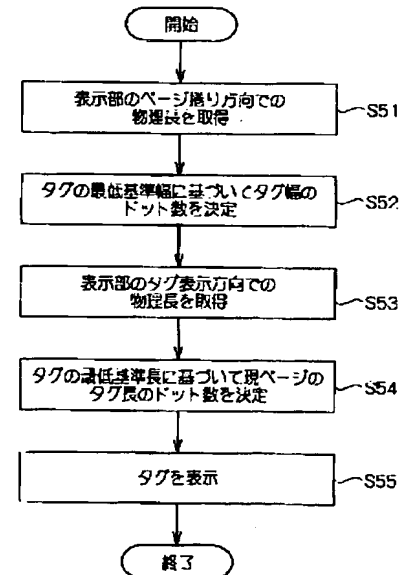 開始
表示部のページ捲り方向での
物理長を取得
S51
タグの最低基準幅に基づいてタグ幅の
ドット数を決定
S52
表示部のタグ表示方向での
物理長を取得
S53
タグの最低基準長に基づいて現ページの
タグ長のドット数を決定
S54
タグを表示
S55
終了